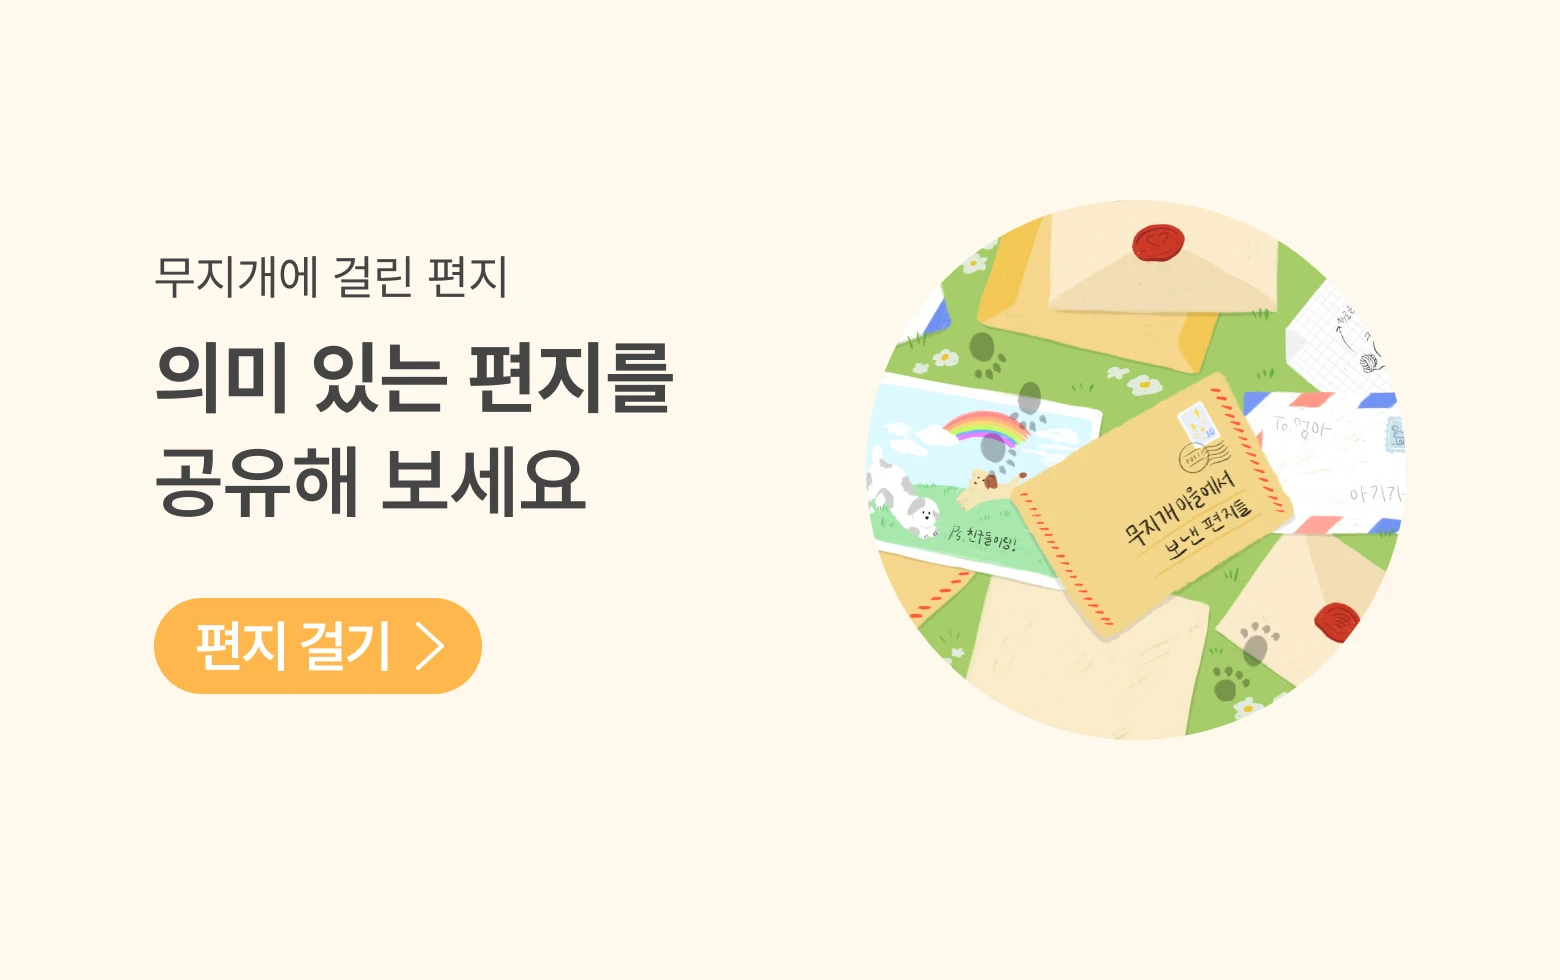 무지개에 걸린 편지
의미 있는 편지를
공유해 보세요
편지 걸기
무지개마을에서
보낸 편지들
Ps. 친구들이랑!
To. 엄마